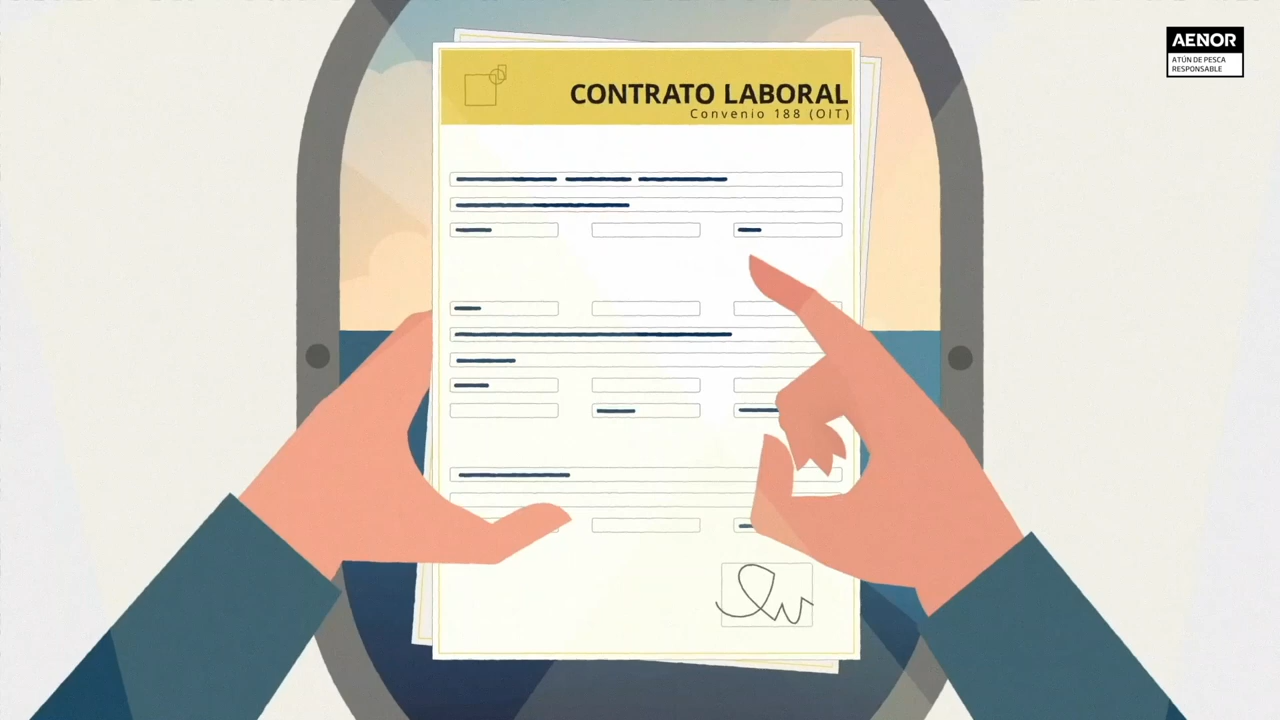 CONTRATO LABORAL
Convenio 188 (OIT)
AENOR
ATÚN DE PESCA
RESPONSABLE